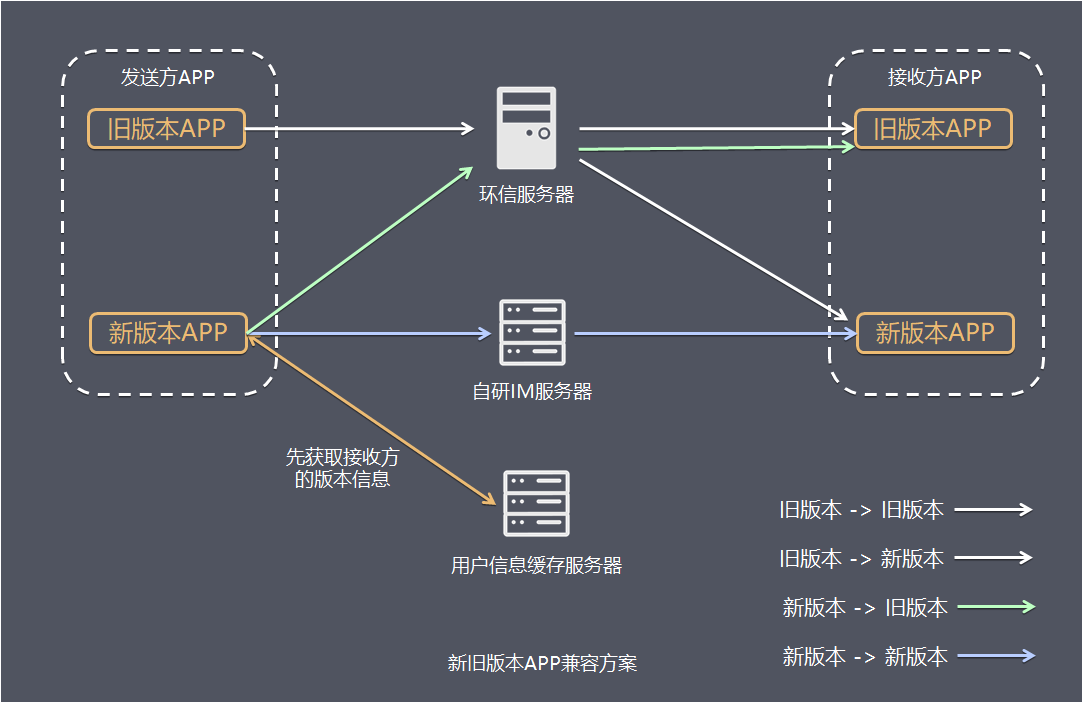 发送方APP
接收方APP
旧版本APP
旧版本APP
环信服务器
新版本APP
新版本APP
自研IM服务器
先获取接收方
的版本信息
用户信息缓存服务器
旧版本 -> 旧版本
旧版本 -> 新版本
新版本 -> 旧版本
新版本 -> 新版本
新旧版本APP兼容方案